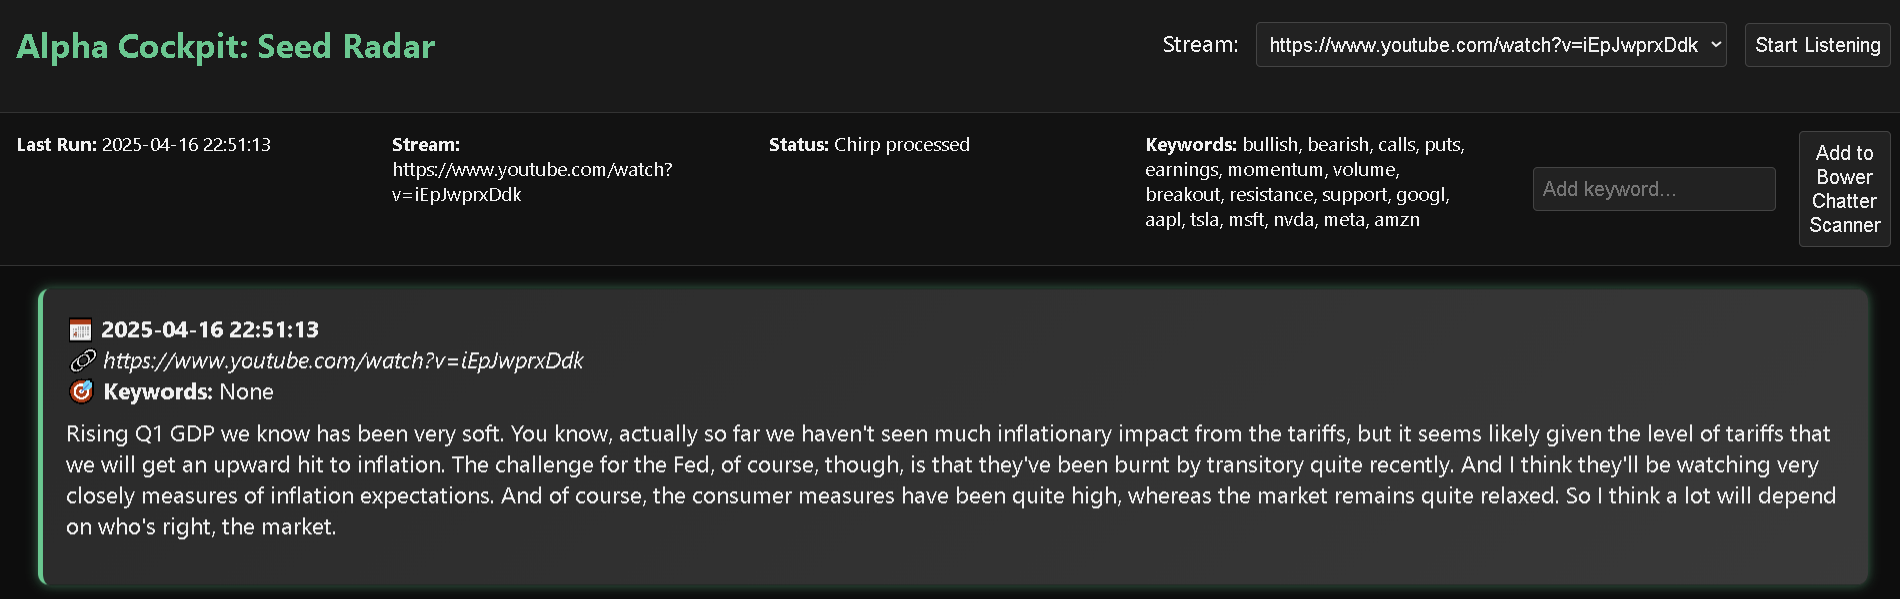 Alpha Cockpit: Seed Radar
Stream: https://www.youtube.com/watch?v=iEpJwprxDdk Start Listening
Last Run: 2025-04-16 22:51:13
Stream:
https://www.youtube.com/watch?
v=iEpJwprxDdk
Status: Chirp processed
Keywords: bullish, bearish, calls, puts,
earnings, momentum, volume,
breakout, resistance, support, googl,
aapl, tsla, msft, nvda, meta, amzn
Add keyword...
Add to
Bower
Chatter
Scanner
2025-04-16 22:51:13
https://www.youtube.com/watch?v=iEpJwprxDdk
Keywords: None
Rising Q1 GDP we know has been very soft. You know, actually so far we haven't seen much inflationary impact from the tariffs, but it seems likely given the level of tariffs that
we will get an upward hit to inflation. The challenge for the Fed, of course, though, is that they've been burnt by transitory quite recently. And I think they'll be watching very
closely measures of inflation expectations. And of course, the consumer measures have been quite high, whereas the market remains quite relaxed. So I think a lot will depend
on who's right, the market.